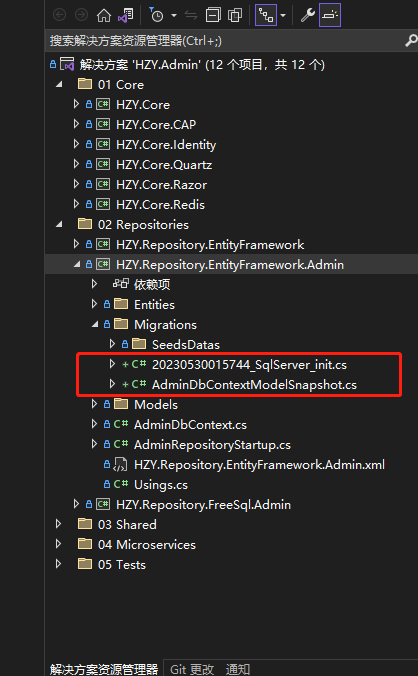 搜索解决方案资源管理器(Ctrl+;)
解决方案 'HZY.Admin' (12 个项目，共 12 个)
01 Core
C# HZY.Core
C# HZY.Core.CAP
C# HZY.Core.Identity
C# HZY.Core.Quartz
C# HZY.Core.Razor
C# HZY.Core.Redis
02 Repositories
C# HZY.Repository.EntityFramework
C# HZY.Repository.EntityFramework.Admin
依赖项
Entities
Migrations
SeedsDatas
+ C# 20230530015744_SqlServer_init.cs
+ C# AdminDbContextModelSnapshot.cs
Models
C# AdminDbContext.cs
C# AdminRepositoryStartup.cs
HZY.Repository.EntityFramework.Admin.xml
C# Usings.cs
C# HZY.Repository.FreeSql.Admin
03 Shared
04 Microservices
05 Tests
解决方案资源管理器 Git 更改 通知